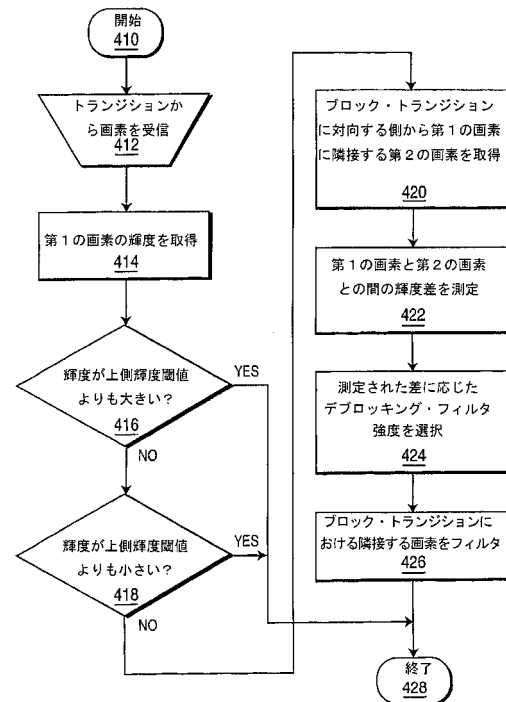 開始
410
トランジションか
ら画素を受信
412
第1の画素の輝度を取得
414
輝度が上側輝度閾値
よりも大きい?
416
YES
NO
輝度が上側輝度閾値
よりも小さい?
418
YES
NO
ブロック・トランジション
に対向する側から第1の画素
に隣接する第2の画素を取得
420
第1の画素と第2の画素
との間の輝度差を測定
422
測定された差に応じた
デブロッキング・フィルタ
強度を選択
424
ブロック・トランジションに
おける隣接する画素をフィルタ
426
終了
428